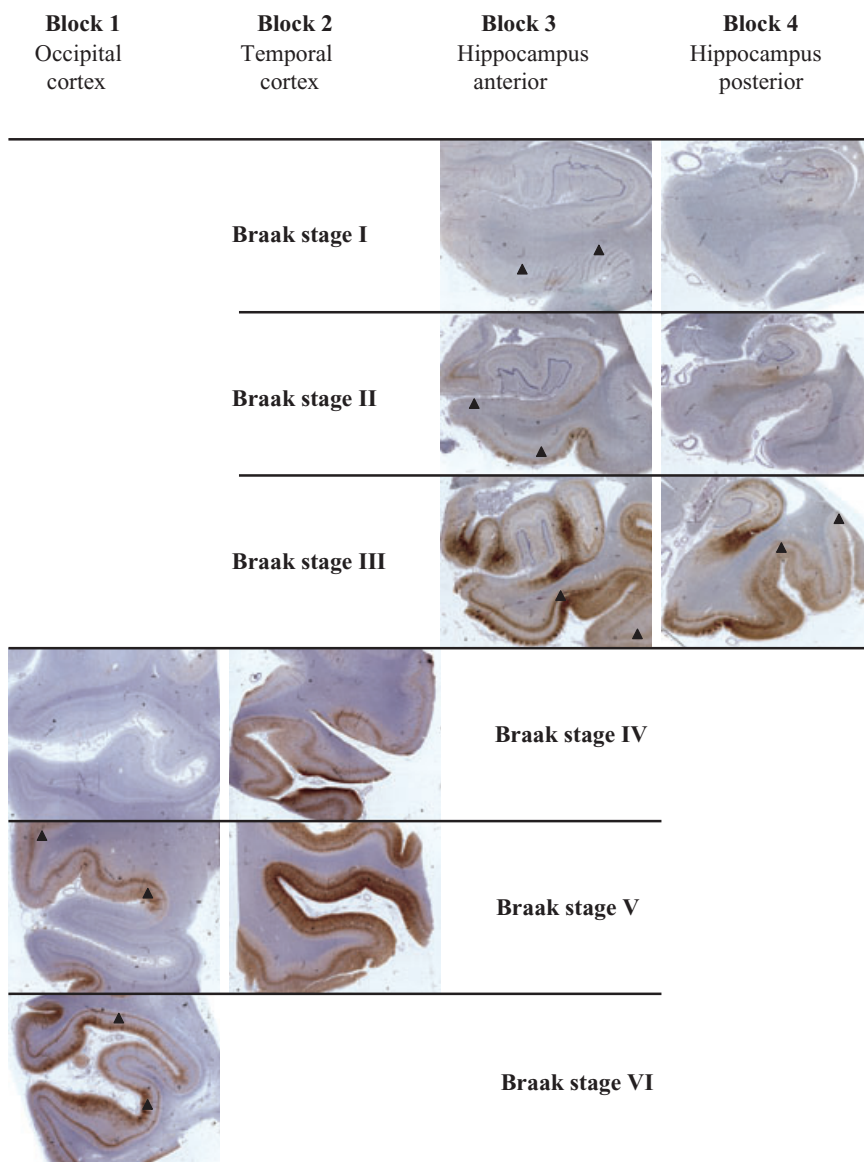 Block 1 Block 2 Block 3 Block 4
Occipital Temporal Hippocampus Hippocampus
cortex cortex anterior posterior
Braak stage I
Braak stage II
Braak stage III
Braak stage IV
Braak stage V
Braak stage VI